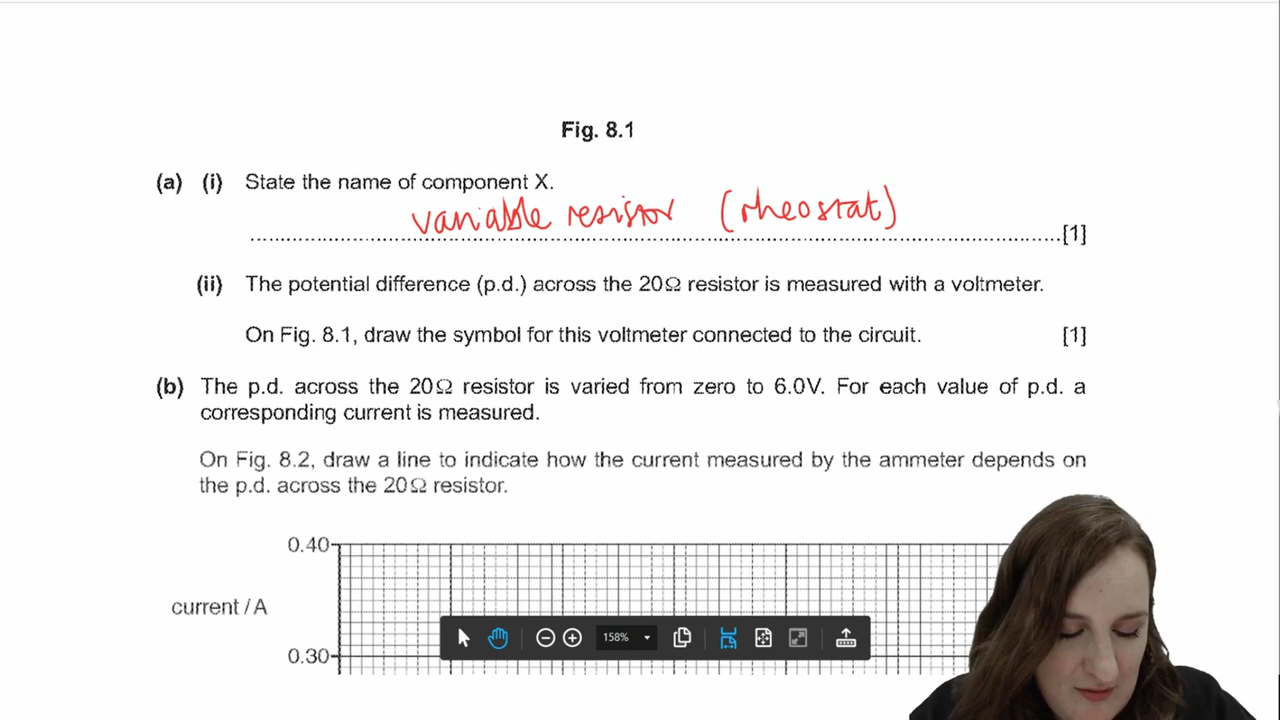 Fig. 8.1
(a) (i) State the name of component X.
variable resistor (rheostat)
[1]
(ii) The potential difference (p.d.) across the 20Ω resistor is measured with a voltmeter.
On Fig. 8.1, draw the symbol for this voltmeter connected to the circuit. [1]
(b) The p.d. across the 20Ω resistor is varied from zero to 6.0V. For each value of p.d. a
corresponding current is measured.
On Fig. 8.2, draw a line to indicate how the current measured by the ammeter depends on
the p.d. across the 20Ω resistor.
0.40
current / A
158%
0.30